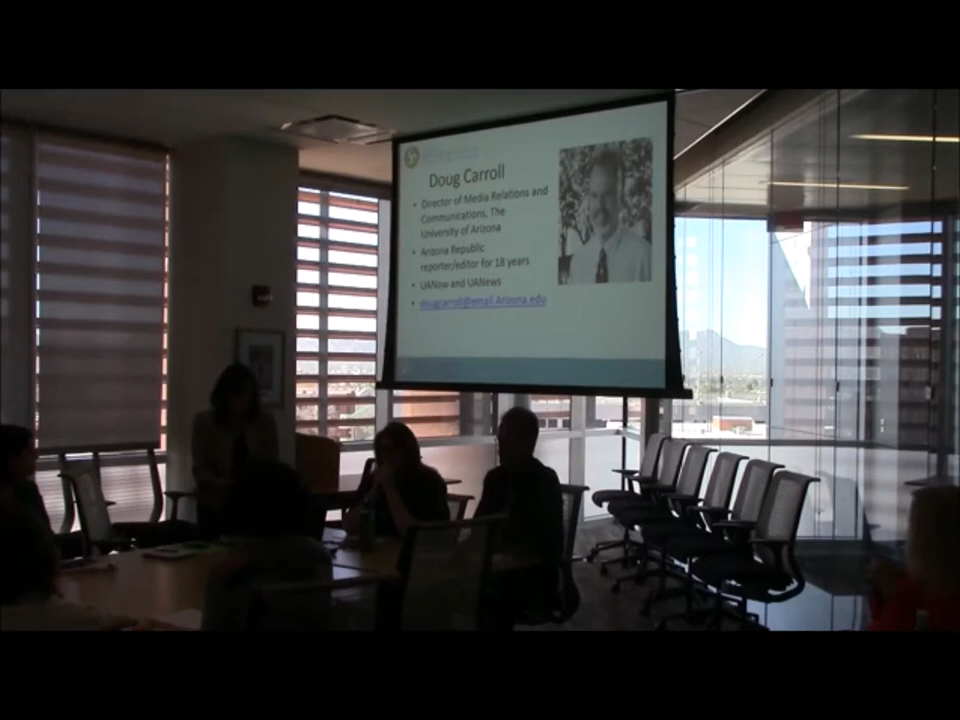 Doug Carroll
• Director of Media Relations and
Communications, The
University of Arizona
• Arizona Republic
reporter/editor for 18 years
• UANow and UANews
• dougcarroll@email.Arizona.edu